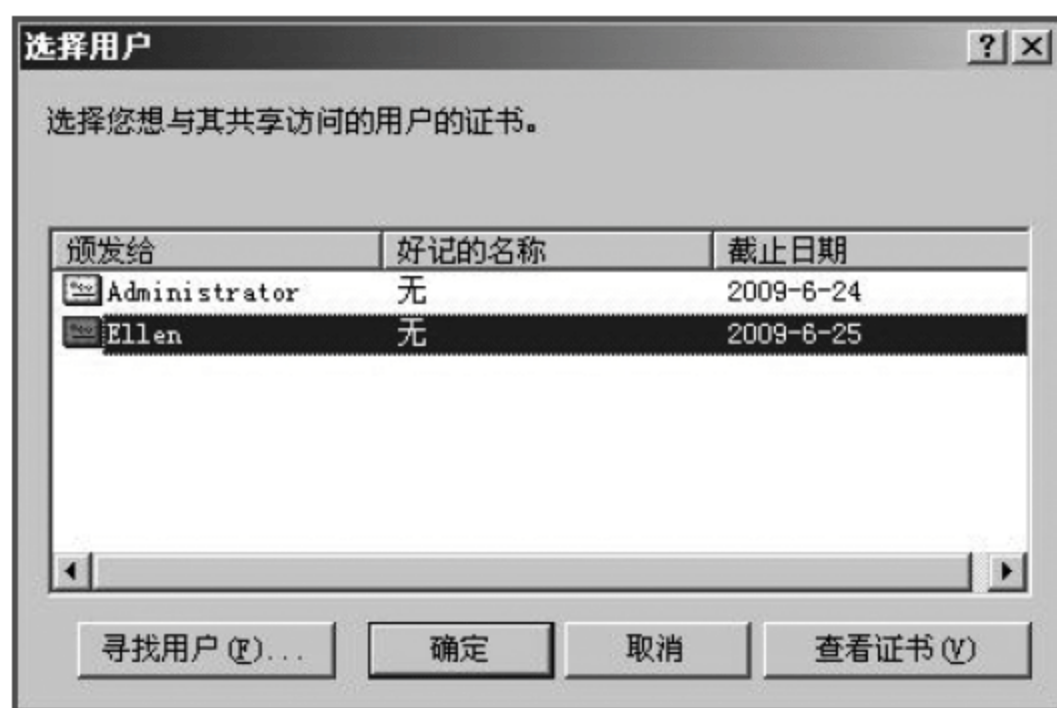 选择用户
选择您想与其共享访问的用户的证书。
颁发给 好记的名称 截止日期
Administrator 无 2009-6-24
Ellen 无 2009-6-25
寻找用户(F)... 确定 取消 查看证书(V)